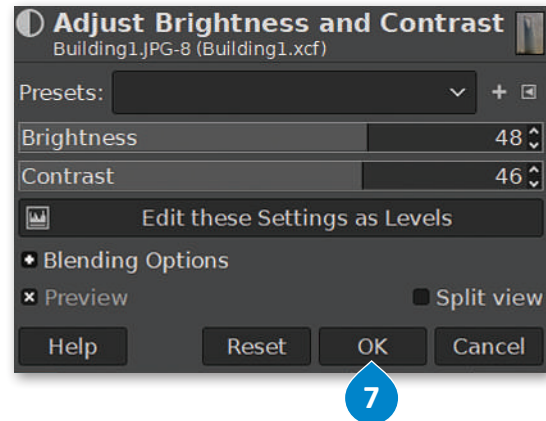 Adjust Brightness and Contrast
Building1.JPG-8 (Building1.xcf)
Presets:
Brightness 48
Contrast 46
Edit these Settings as Levels
Blending Options
Preview Split view
Help Reset OK Cancel
7